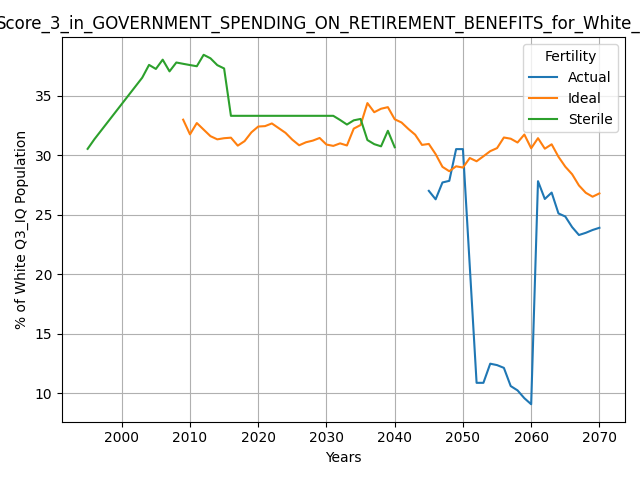 Score_3_in_GOVERNMENT_SPENDING_ON_RETIREMENT_BENEFITS_for_White_
Fertility
Actual
Ideal
Sterile
% of White Q3_IQ Population
35
30
25
20
15
10
2000
2010
2020
2030
2040
2050
2060
2070
Years